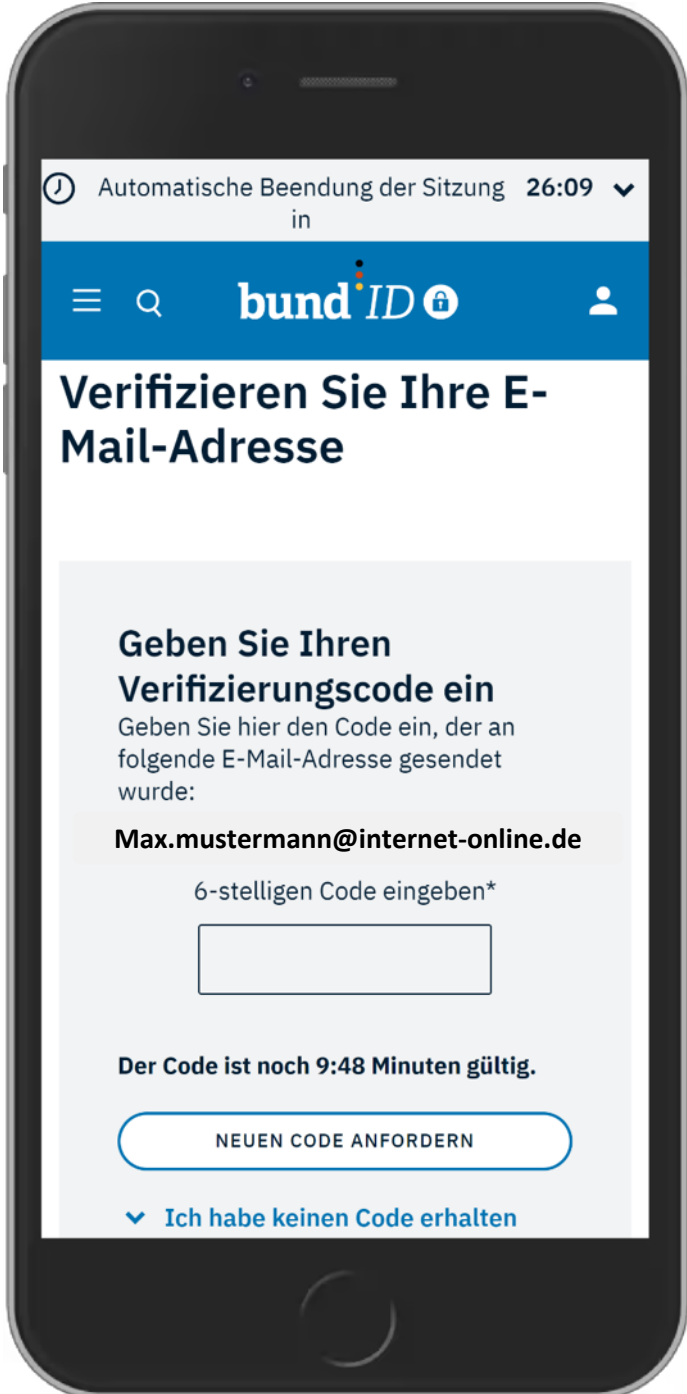 Automatische Beendung der Sitzung in 26:09
bund ID
Verifizieren Sie Ihre E-
Mail-Adresse
Geben Sie Ihren
Verifizierungscode ein
Geben Sie hier den Code ein, der an
folgende E-Mail-Adresse gesendet
wurde:
Max.mustermann@internet-online.de
6-stelligen Code eingeben*
Der Code ist noch 9:48 Minuten gültig.
NEUEN CODE ANFORDERN
Ich habe keinen Code erhalten